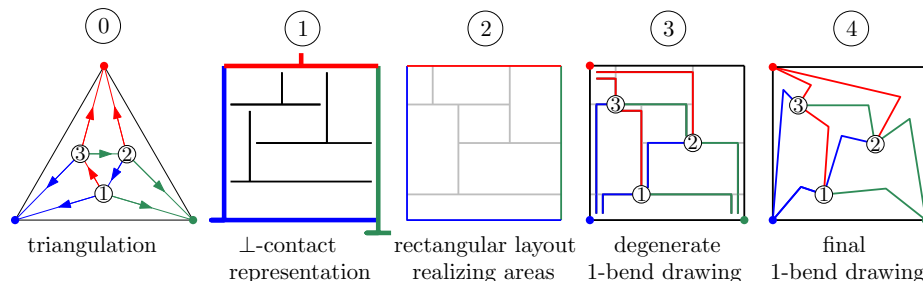 0
1
2
3
4
3
2
1
3
2
1
3
2
1
triangulation
⊥-contact
representation
rectangular layout
realizing areas
degenerate
1-bend drawing
final
1-bend drawing